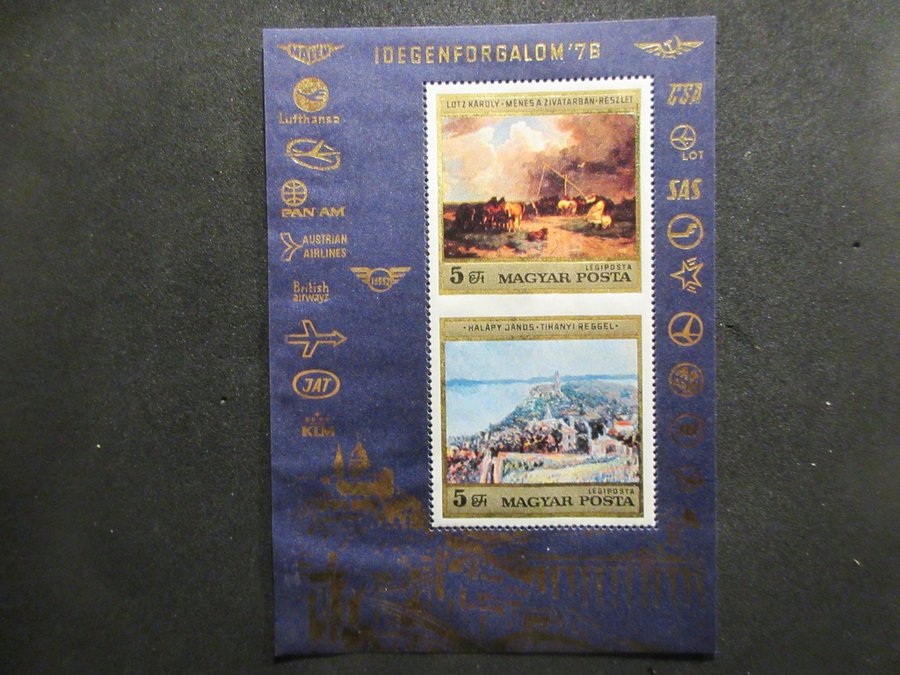 MALÉV
IDEGENFORGALOM '76
Lufthansa
PAN AM
AUSTRIAN
AIRLINES
British
airways
JAT
KLM
LOTZ KÁROLY · MÉNES A ZIVATARBAN · RÉSZLET
5 Ft
LÉGIPOSTA
MAGYAR POSTA
· HALÁPY JÁNOS · TIHANYI REGGEL ·
5 Ft
LÉGIPOSTA
MAGYAR POSTA
ČSA
LOT
SAS